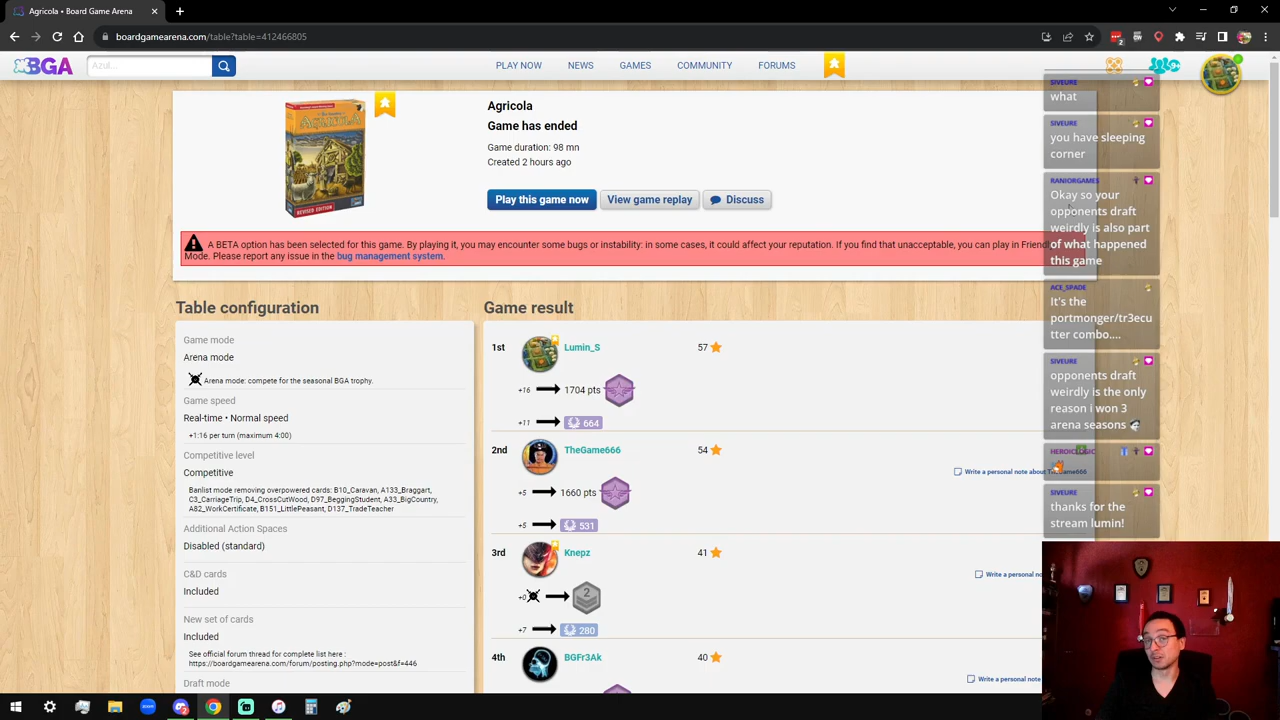 Agricola • Board Game Arena
boardgamearena.com/table?table=412466805
2
BGA
Azul...
PLAY NOW
NEWS
GAMES
COMMUNITY
FORUMS
Agricola
Game has ended
Game duration: 98 mn
Created 2 hours ago
Play this game now
View game replay
Discuss
AGRICOLA
REVISED EDITION
A BETA option has been selected for this game. By playing it, you may encounter some bugs or instability: in some cases, it could affect your reputation. If you find that unacceptable, you can play in Friend
Mode. Please report any issue in the bug management system.
Table configuration
Game mode
Arena mode
Arena mode: compete for the seasonal BGA trophy.
Game speed
Real-time • Normal speed
+1:16 per turn (maximum 4:00)
Competitive level
Competitive
Banlist mode removing overpowered cards: B10_Caravan, A133_Braggart,
C3_CarriageTrip, D4_CrossCutWood, D97_BeggingStudent, A33_BigCountry,
A82_WorkCertificate, B151_LittlePeasant, D137_TradeTeacher
Additional Action Spaces
Disabled (standard)
C&D cards
Included
New set of cards
Included
See official forum thread for complete list here :
https://boardgamearena.com/forum/posting.php?mode=post&f=446
Draft mode
Game result
1st
Lumin_S
57
+16
1704 pts
+11
664
2nd
TheGame666
54
Write a personal note about TheGame666
+5
1660 pts
+5
531
3rd
Knepz
41
Write a personal no
+0
2
+7
280
4th
BGFr3Ak
40
Write a personal note
SIVEURE
what
SIVEURE
you have sleeping
corner
RANIORGAMES
Okay so your
opponents draft
weirdly is also part
of what happened
this game
ACE_SPADE
It's the
portmonger/tr3ecu
tter combo....
SIVEURE
opponents draft
weirdly is the only
reason i won 3
arena seasons
HEROICLOGIC
SIVEURE
thanks for the
stream lumin!